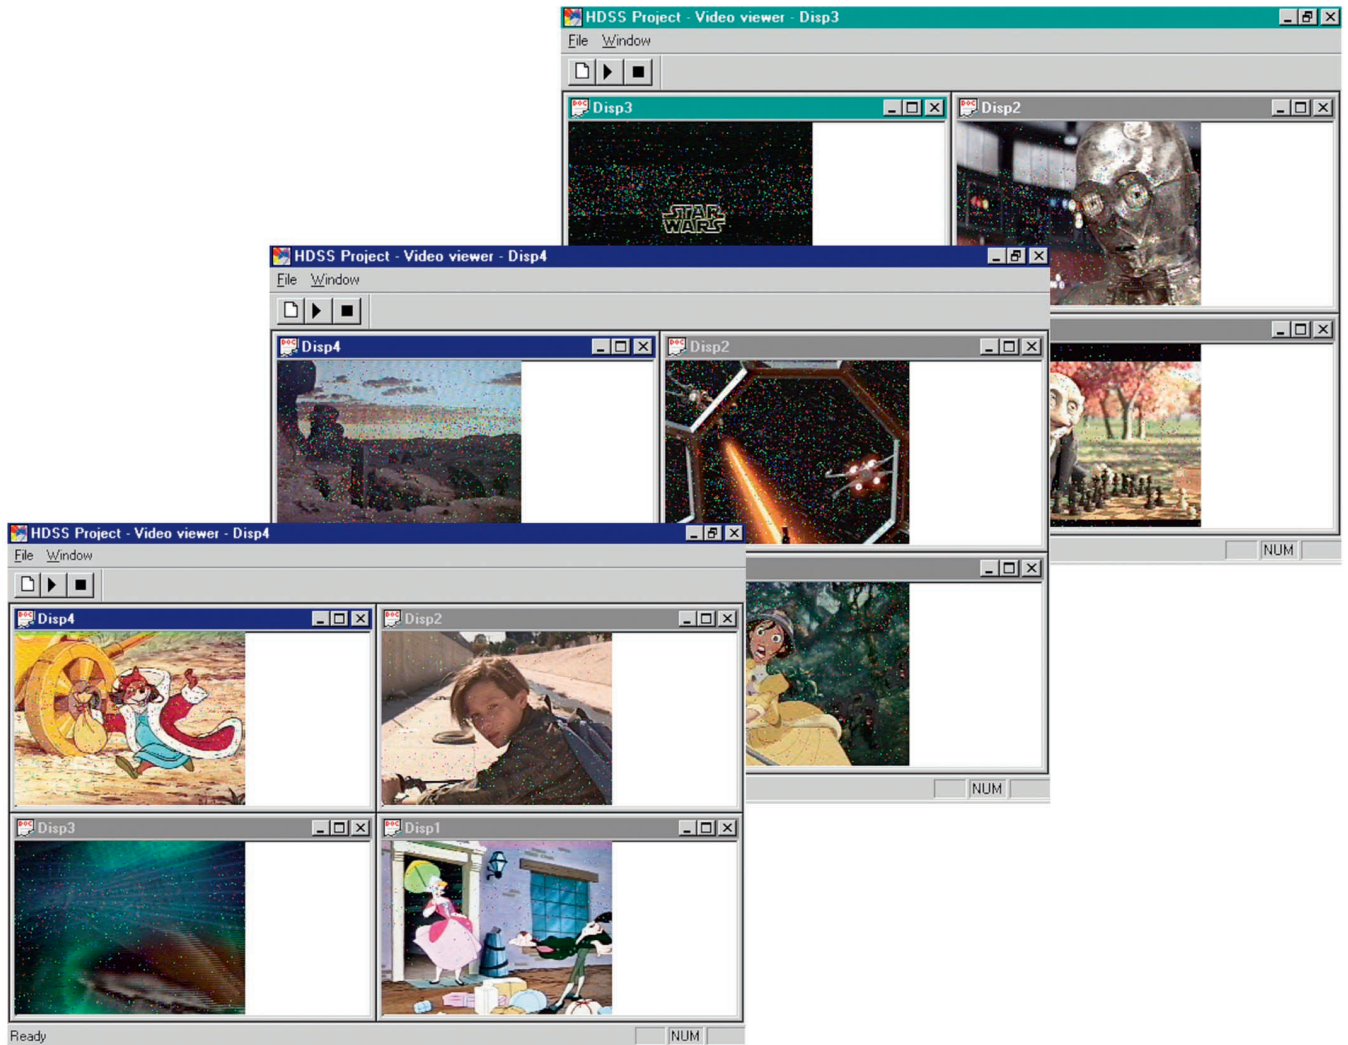 HDSS Project - Video viewer - Disp3
File Window
Disp3
Disp2
STAR
WARS
NUM
HDSS Project - Video viewer - Disp4
File Window
Disp4
Disp2
NUM
HDSS Project - Video viewer - Disp4
File Window
Disp4
Disp2
Disp3
Disp1
Ready
NUM